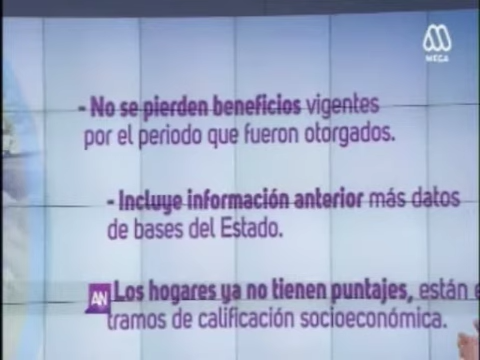 MEGA
- No se pierden beneficios vigentes
por el periodo que fueron otorgados.
- Incluye información anterior más datos
de bases del Estado.
AN
Los hogares ya no tienen puntajes, están e
tramos de calificación socioeconómica.